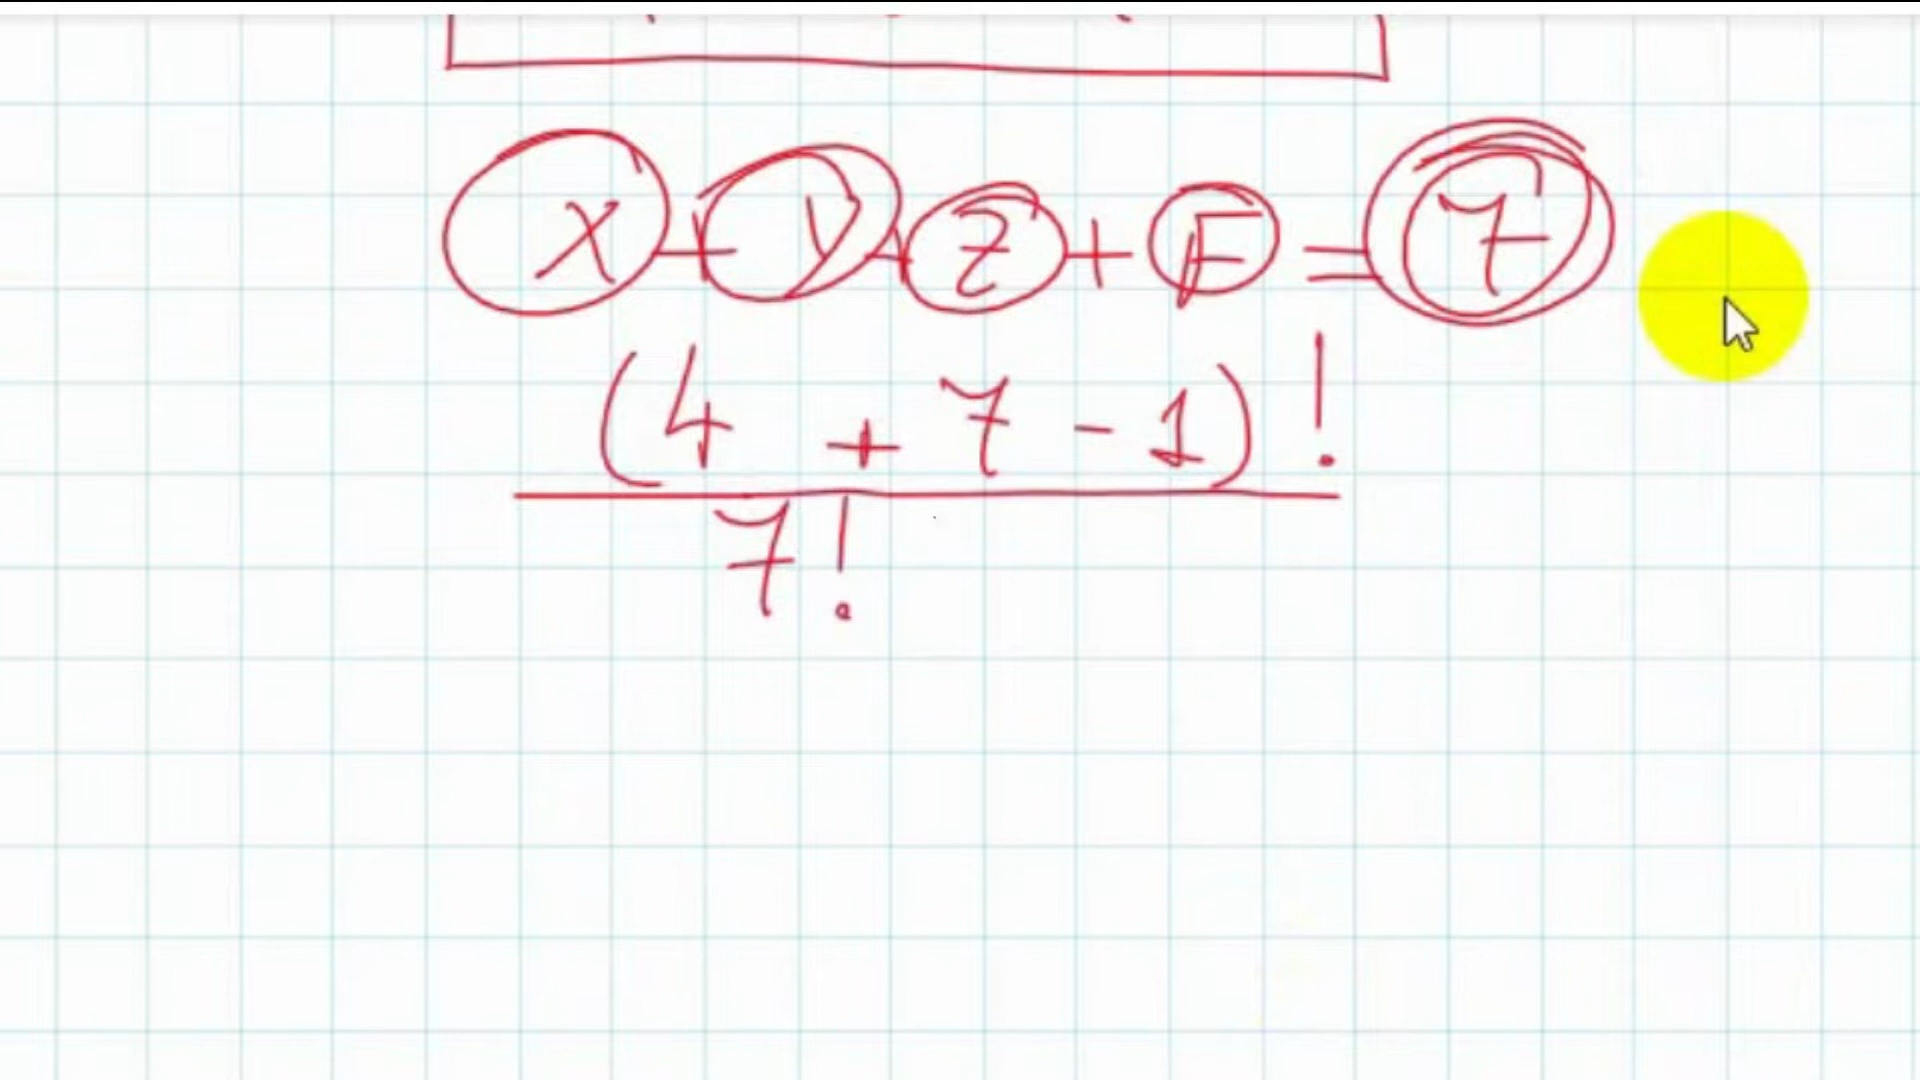 X + Y + Z + F = 7
(4 + 7 - 1)!
7!